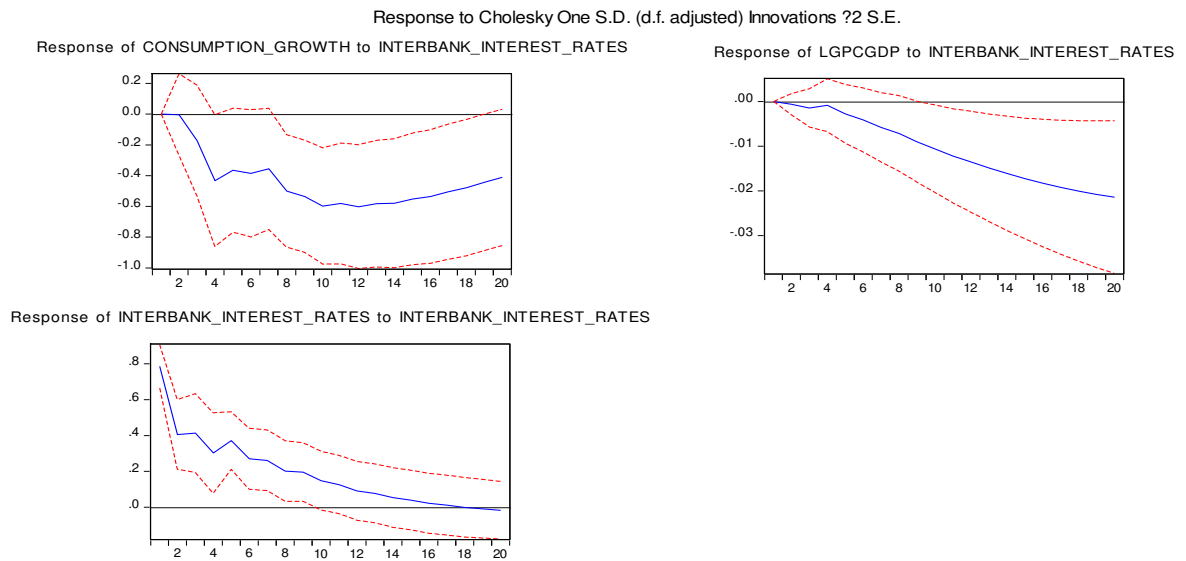 Response to Cholesky One S.D. (d.f. adjusted) Innovations ?2 S.E.
Response of CONSUMPTION_GROWTH to INTERBANK_INTEREST_RATES
0.2
0.0
-0.2
-0.4
-0.6
-0.8
-1.0
2 4 6 8 10 12 14 16 18 20
Response of LGPCGDP to INTERBANK_INTEREST_RATES
.00
-.01
-.02
-.03
2 4 6 8 10 12 14 16 18 20
Response of INTERBANK_INTEREST_RATES to INTERBANK_INTEREST_RATES
.8
.6
.4
.2
.0
2 4 6 8 10 12 14 16 18 20